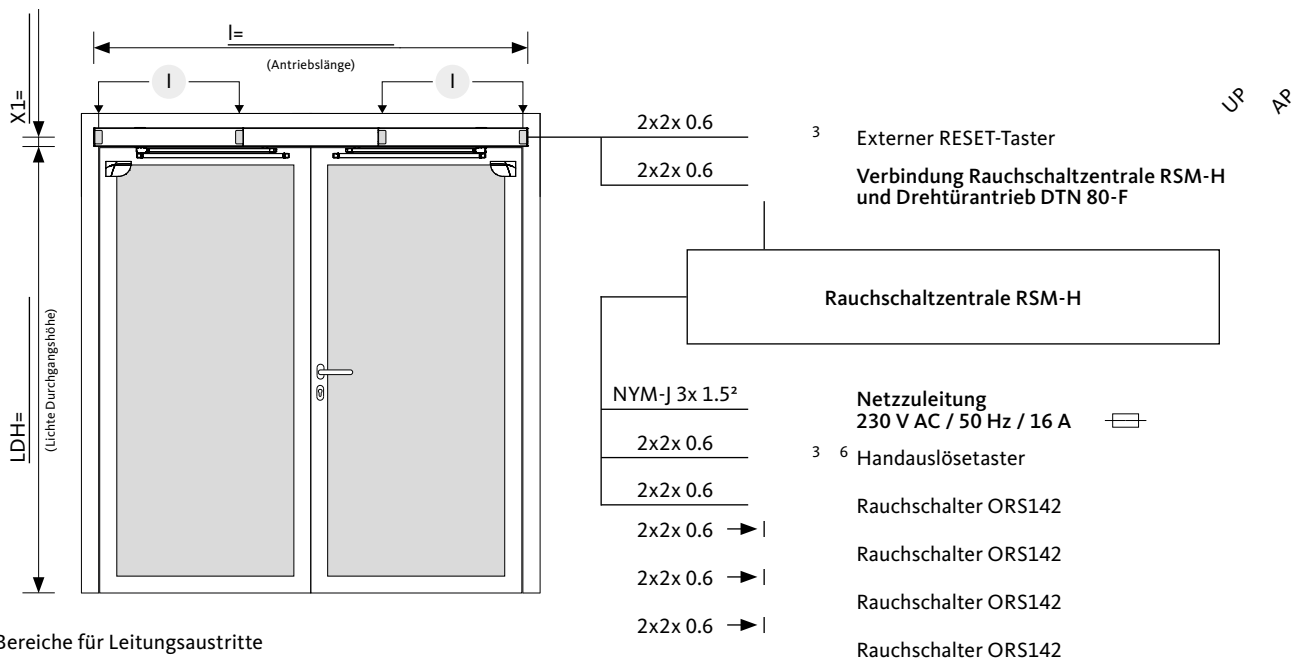 l=
(Antriebslänge)
I
I
X1=
UP
AP
2x2x 0.6
3
Externer RESET-Taster
2x2x 0.6
Verbindung Rauchschaltzentrale RSM-H
und Drehtürantrieb DTN 80-F
Rauchschaltzentrale RSM-H
LDH=
(Lichte Durchgangshöhe)
NYM-J 3x 1.5²
Netzzuleitung
230 V AC / 50 Hz / 16 A
2x2x 0.6
3 6 Handauslösetaster
2x2x 0.6
Rauchschalter ORS142
2x2x 0.6
Rauchschalter ORS142
2x2x 0.6
Rauchschalter ORS142
2x2x 0.6
Rauchschalter ORS142
Bereiche für Leitungsaustritte